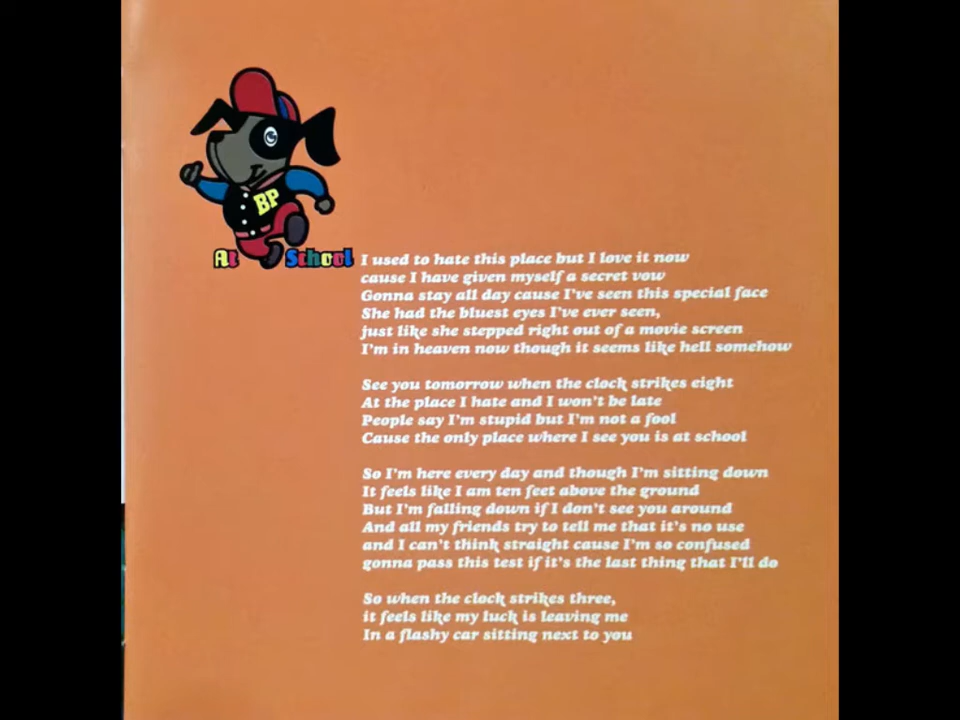 BP
At School
I used to hate this place but I love it now
cause I have given myself a secret vow
Gonna stay all day cause I've seen this special face
She had the bluest eyes I've ever seen,
just like she stepped right out of a movie screen
I'm in heaven now though it seems like hell somehow
See you tomorrow when the clock strikes eight
At the place I hate and I won't be late
People say I'm stupid but I'm not a fool
Cause the only place where I see you is at school
So I'm here every day and though I'm sitting down
It feels like I am ten feet above the ground
But I'm falling down if I don't see you around
And all my friends try to tell me that it's no use
and I can't think straight cause I'm so confused
gonna pass this test if it's the last thing that I'll do
So when the clock strikes three,
it feels like my luck is leaving me
In a flashy car sitting next to you